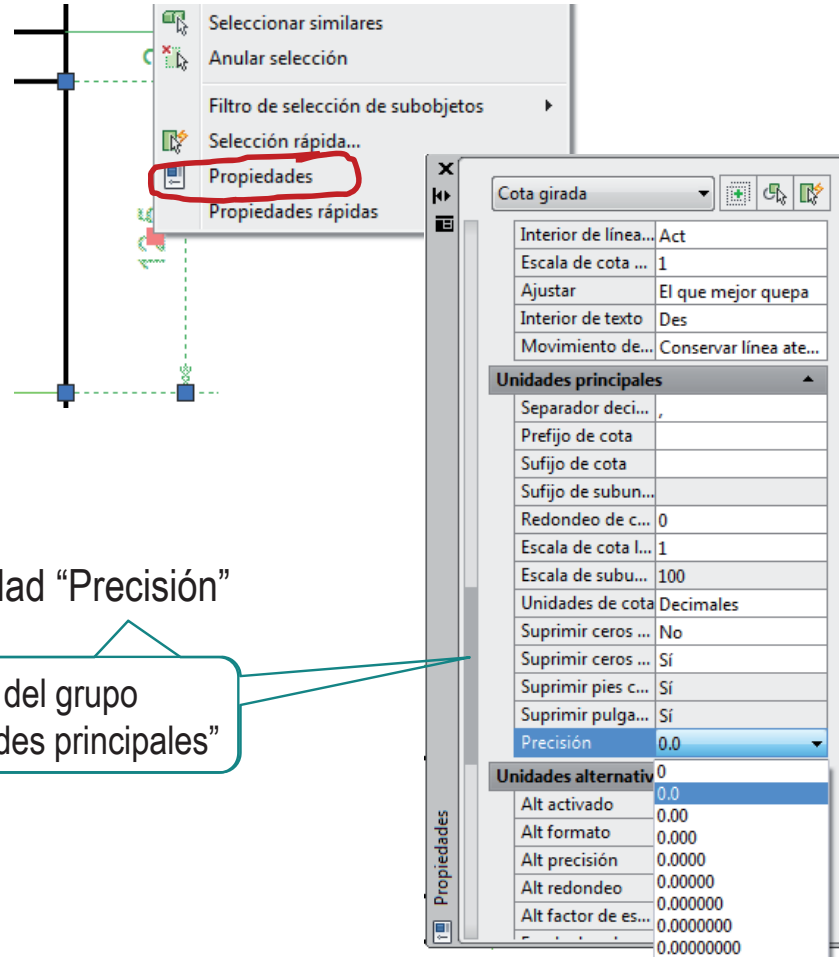 Seleccionar similares
Anular selección
Filtro de selección de subobjetos
Selección rápida...
Propiedades
Propiedades rápidas
Cota girada
Interior de línea... Act
Escala de cota ... 1
Ajustar El que mejor quepa
Interior de texto Des
Movimiento de... Conservar línea ate...
Unidades principales
Separador deci... ,
Prefijo de cota
Sufijo de cota
Sufijo de subun...
Redondeo de c... 0
Escala de cota l... 1
Escala de subu... 100
Unidades de cota Decimales
Suprimir ceros ... No
Suprimir ceros ... Sí
Suprimir pies c... Sí
Suprimir pulga... Sí
Precisión 0.0
Unidades alternativ
Alt activado
Alt formato
Alt precisión
Alt redondeo
Alt factor de es...
0
0.0
0.00
0.000
0.0000
0.00000
0.000000
0.0000000
0.00000000
Propiedades
dad “Precisión”
del grupo
des principales”